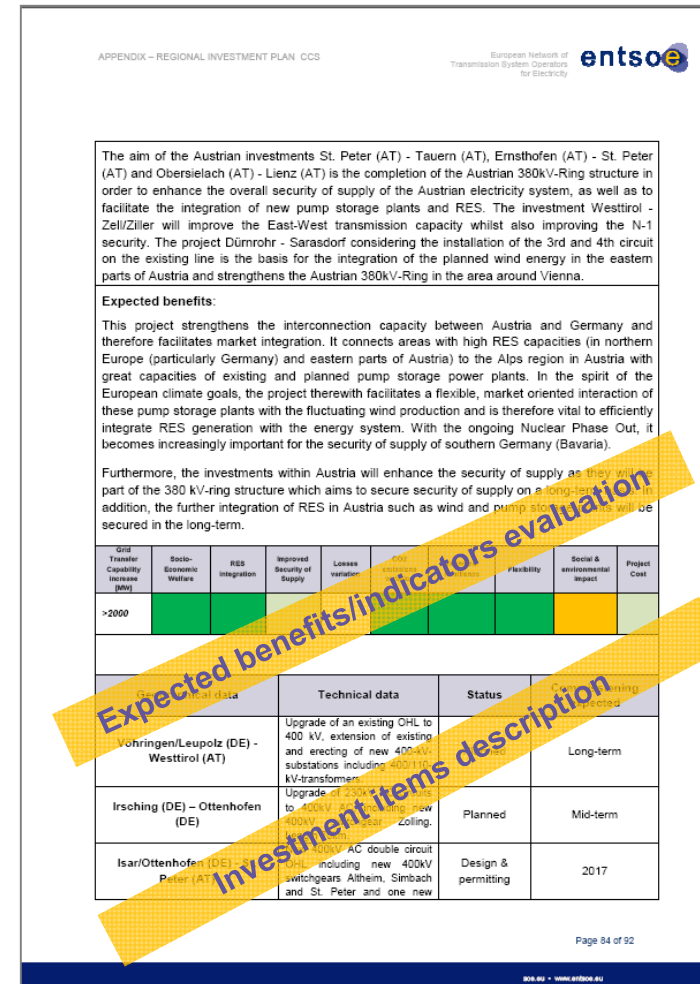 APPENDIX – REGIONAL INVESTMENT PLAN CCS
European Network of
Transmission System Operators
for Electricity
entsoe
The aim of the Austrian investments St. Peter (AT) - Tauern (AT), Ernsthofen (AT) - St. Peter
(AT) and Obersielach (AT) - Lienz (AT) is the completion of the Austrian 380kV-Ring structure in
order to enhance the overall security of supply of the Austrian electricity system, as well as to
facilitate the integration of new pump storage plants and RES. The investment Westtirol -
Zell/Ziller will improve the East-West transmission capacity whilst also improving the N-1
security. The project Dürnrohr - Sarasdorf considering the installation of the 3rd and 4th circuit
on the existing line is the basis for the integration of the planned wind energy in the eastern
parts of Austria and strengthens the Austrian 380kV-Ring in the area around Vienna.
Expected benefits:
This project strengthens the interconnection capacity between Austria and Germany and
therefore facilitates market integration. It connects areas with high RES capacities (in northern
Europe (particularly Germany) and eastern parts of Austria) to the Alps region in Austria with
great capacities of existing and planned pump storage power plants. In the spirit of the
European climate goals, the project therewith facilitates a flexible, market oriented interaction of
these pump storage plants with the fluctuating wind production and is therefore vital to efficiently
integrate RES generation with the energy system. With the ongoing Nuclear Phase Out, it
becomes increasingly important for the security of supply of southern Germany (Bavaria).
Furthermore, the investments within Austria will enhance the security of supply as they will be
part of the 380 kV-ring structure which aims to secure security of supply on a long-term
addition, the further integration of RES in Austria such as wind and pump storage will be
secured in the long-term.
Grid Transfer Capability increase [MW]
Socio-Economic Welfare
RES integration
Improved Security of Supply
Losses variation
CO2 emissions
Flexibility
Social & environmental impact
Project Cost
>2000
Expected benefits/indicators evaluation
Technical data
Status
Vöhringen/Leupolz (DE) -
Westtirol (AT)
Upgrade of an existing OHL to
400 kV, extension of existing
and erecting of new 400-kV-
substations including 400/110-
kV-transformers.
Long-term
Irsching (DE) – Ottenhofen
(DE)
Upgrade of 230kV
to 400kV AC including new
400kV Zolling.
Planned
Mid-term
Isar/Ottenhofen (DE) - St.
Peter (AT)
400kV AC double circuit
OHL including new 400kV
switchgears Altheim, Simbach
and St. Peter and one new
Design &
permitting
2017
Investment items description
Page 84 of 92
soe.eu • www.entsoe.eu